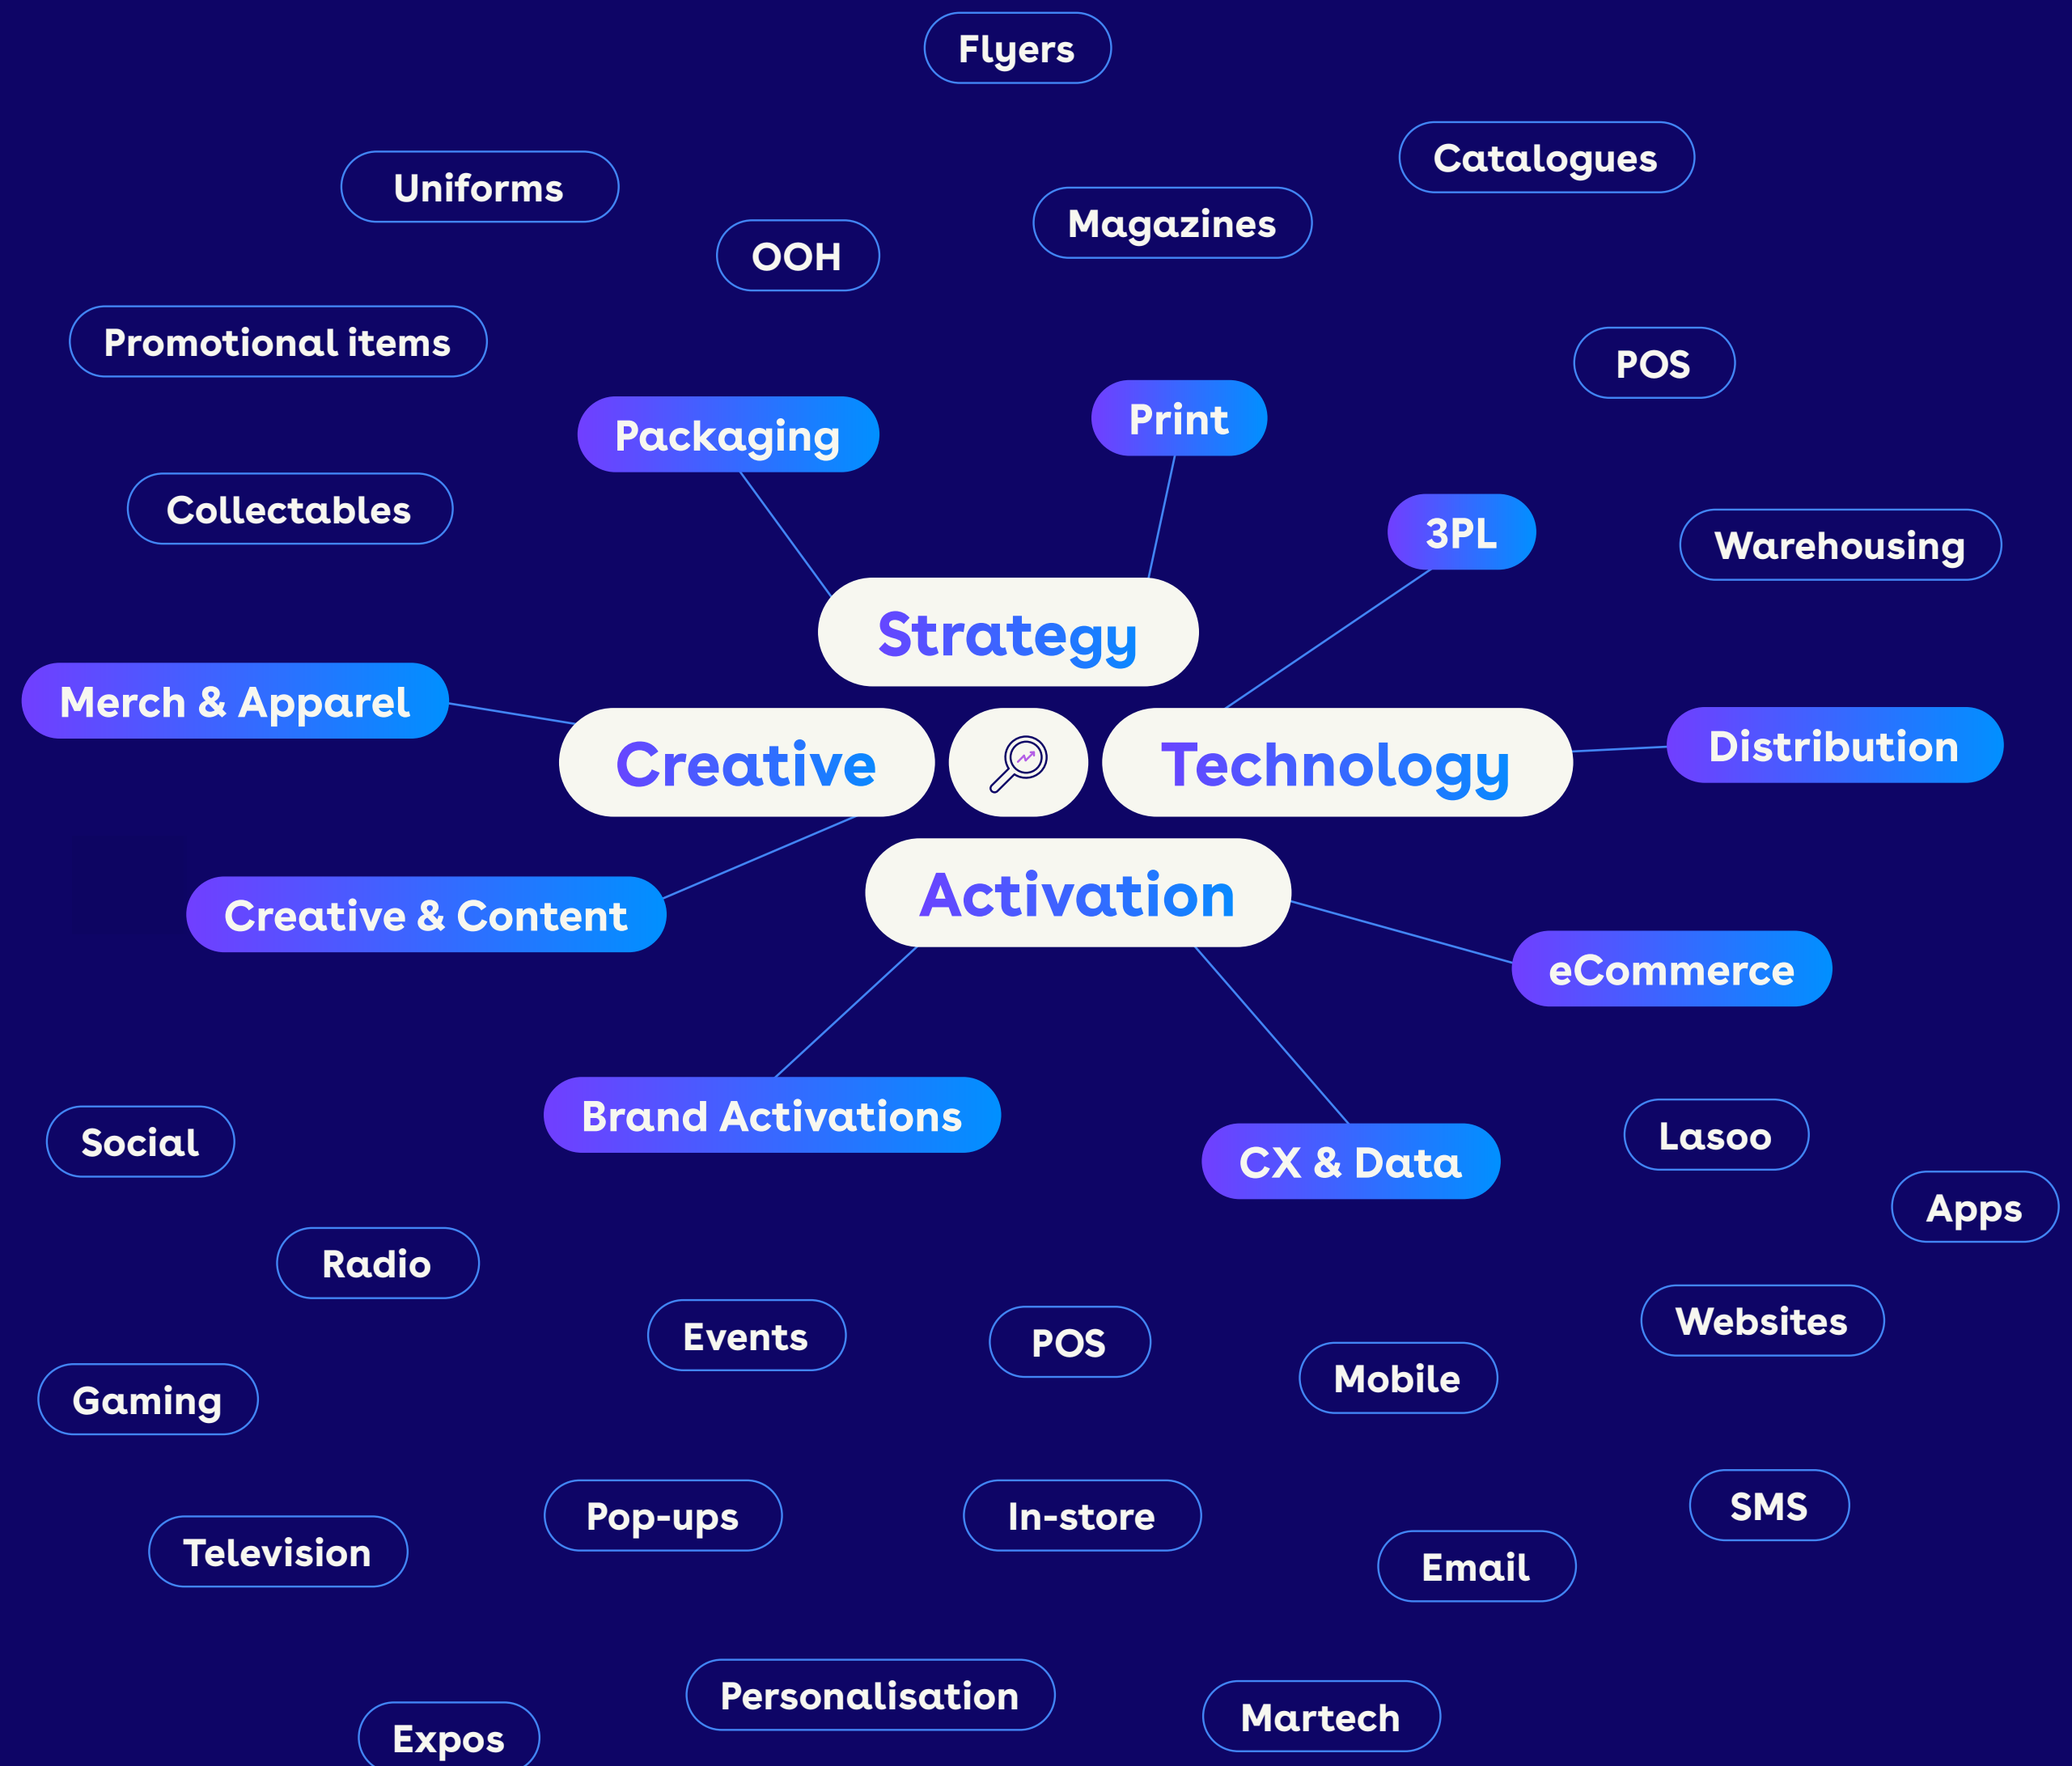 Flyers
Catalogues
Uniforms
Magazines
OOH
Promotional items
POS
Packaging
Print
Collectables
3PL
Warehousing
Strategy
Merch & Apparel
Distribution
Creative
Technology
Activation
Creative & Content
eCommerce
Brand Activations
Lasoo
Social
CX & Data
Apps
Radio
Websites
Events
POS
Mobile
Gaming
SMS
Pop-ups
In-store
Television
Email
Personalisation
Martech
Expos